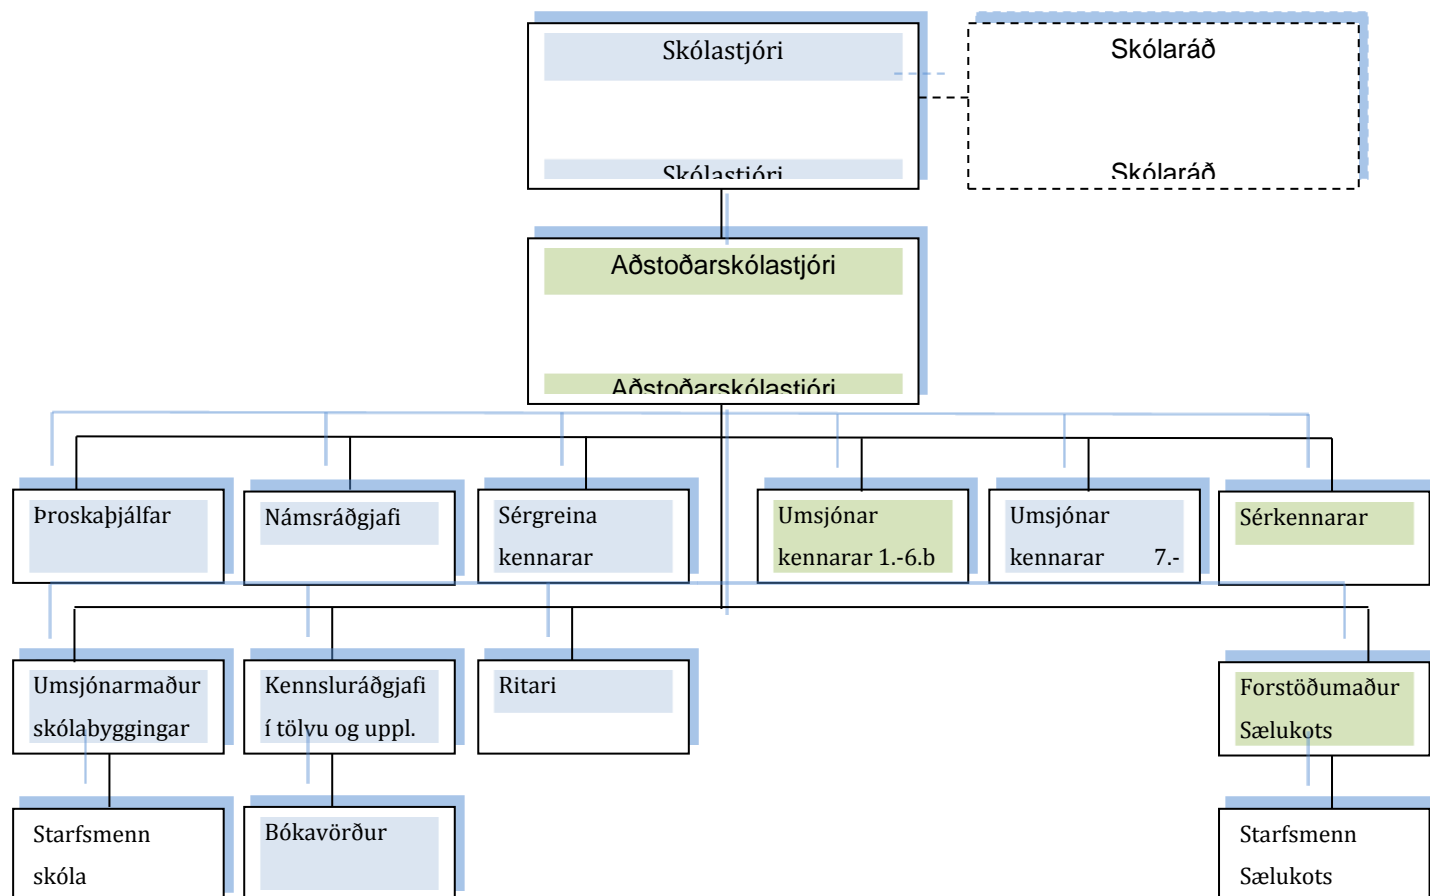 Skólastjóri
Skólaráð
Skólastjóri
Skólaráð
Aðstoðarskólastjóri
Aðstoðarskólastjóri
Þroskaþjálfar
Námsráðgjafi
Sérgreina
kennarar
Umsjónar
kennarar 1.-6.b
Umsjónar
kennarar 7.-
Sérkennarar
Umsjónarmaður
skólabyggingar
Kennsluráðgjafi
í tölvu og uppl.
Ritari
Forstöðumaður
Sælukots
Starfsmenn
skóla
Bókavörður
Starfsmenn
Sælukots